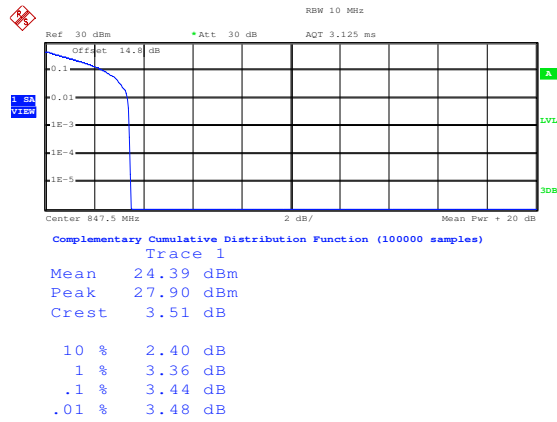 RBW 10 MHz
Ref 30 dBm *Att 30 dB AQT 3.125 ms
Offset 14.8 dB
0.1
A
1 SA
VIEW
0.01
1E-3
LVL
1E-4
1E-5
3DB
Center 847.5 MHz 2 dB/ Mean Pwr + 20 dB
Complementary Cumulative Distribution Function (100000 samples)
Trace 1
Mean 24.39 dBm
Peak 27.90 dBm
Crest 3.51 dB
10 % 2.40 dB
1 % 3.36 dB
.1 % 3.44 dB
.01 % 3.48 dB